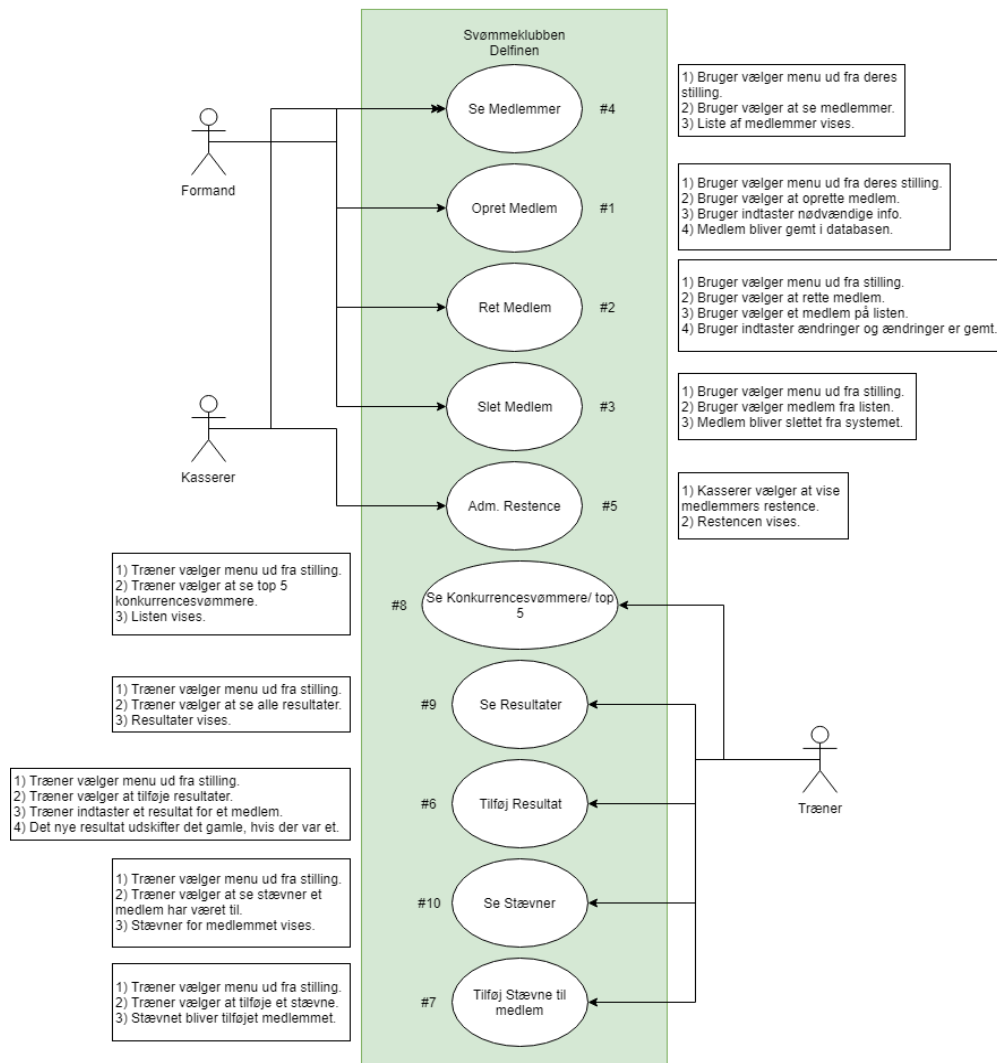 Svømmeklubben
Delfinen
Se Medlemmer
#4
1) Bruger vælger menu ud fra deres
stilling.
2) Bruger vælger at se medlemmer.
3) Liste af medlemmer vises.
Formand
Opret Medlem
#1
1) Bruger vælger menu ud fra deres stilling.
2) Bruger vælger at oprette medlem.
3) Bruger indtaster nødvændige info.
4) Medlem bliver gemt i databasen.
Ret Medlem
#2
1) Bruger vælger menu ud fra stilling.
2) Bruger vælger at rette medlem.
3) Bruger vælger et medlem på listen.
4) Bruger indtaster ændringer og ændringer er gemt.
Slet Medlem
#3
1) Bruger vælger menu ud fra stilling.
2) Bruger vælger medlem fra listen.
3) Medlem bliver slettet fra systemet.
Kasserer
Adm. Restence
#5
1) Kasserer vælger at vise
medlemmers restence.
2) Restencen vises.
1) Træner vælger menu ud fra stilling.
2) Træner vælger at se top 5
konkurrencesvømmere.
3) Listen vises.
#8
Se Konkurrencesvømmere/ top
5
1) Træner vælger menu ud fra stilling.
2) Træner vælger at se alle resultater.
3) Resultater vises.
#9
Se Resultater
1) Træner vælger menu ud fra stilling.
2) Træner vælger at tilføje resultater.
3) Træner indtaster et resultat for et medlem.
4) Det nye resultat udskifter det gamle, hvis der var et.
#6
Tilføj Resultat
Træner
1) Træner vælger menu ud fra stilling.
2) Træner vælger at se stævner et
medlem har været til.
3) Stævner for medlemmet vises.
#10
Se Stævner
1) Træner vælger menu ud fra stilling.
2) Træner vælger at tilføje et stævne.
3) Stævnet bliver tilføjet medlemmet.
#7
Tilføj Stævne til
medlem